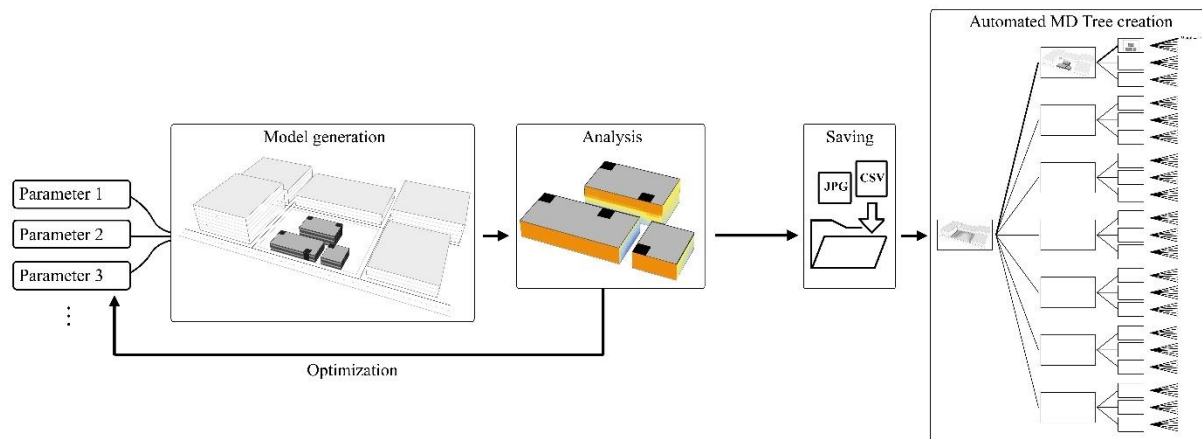 Automated MD Tree creation
Model generation
Analysis
Saving
JPG
CSV
Parameter 1
Parameter 2
Parameter 3
Optimization